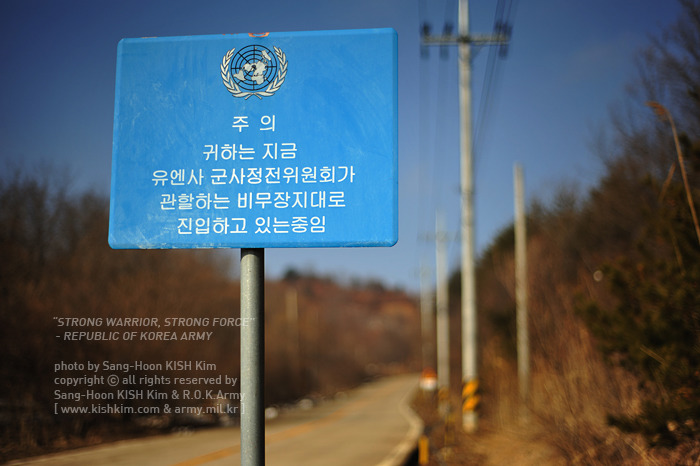 주 의
귀하는 지금
유엔사 군사정전위원회가
관할하는 비무장지대로
진입하고 있는중임
"STRONG WARRIOR, STRONG FORCE"
- REPUBLIC OF KOREA ARMY
photo by Sang-Hoon KISH Kim
copyright ⓒ all rights reserved by
Sang-Hoon KISH Kim & R.O.K.Army
[ www.kishkim.com & army.mil.kr ]